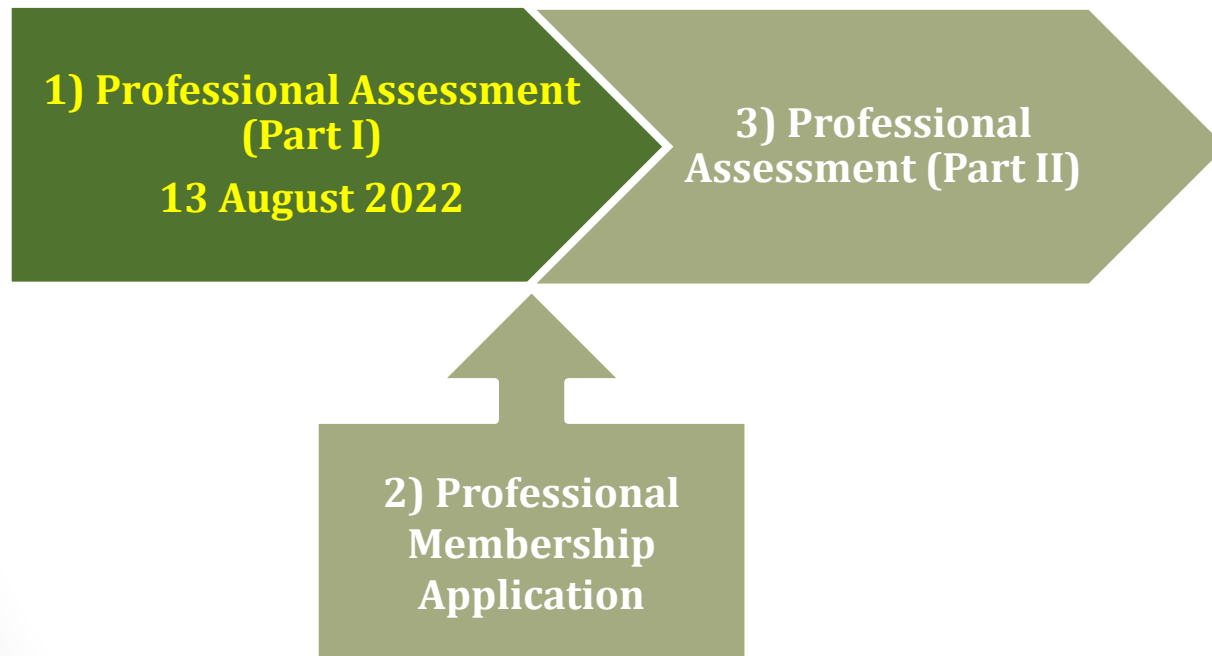 1) Professional Assessment
(Part I)
13 August 2022
3) Professional
Assessment (Part II)
2) Professional
Membership
Application